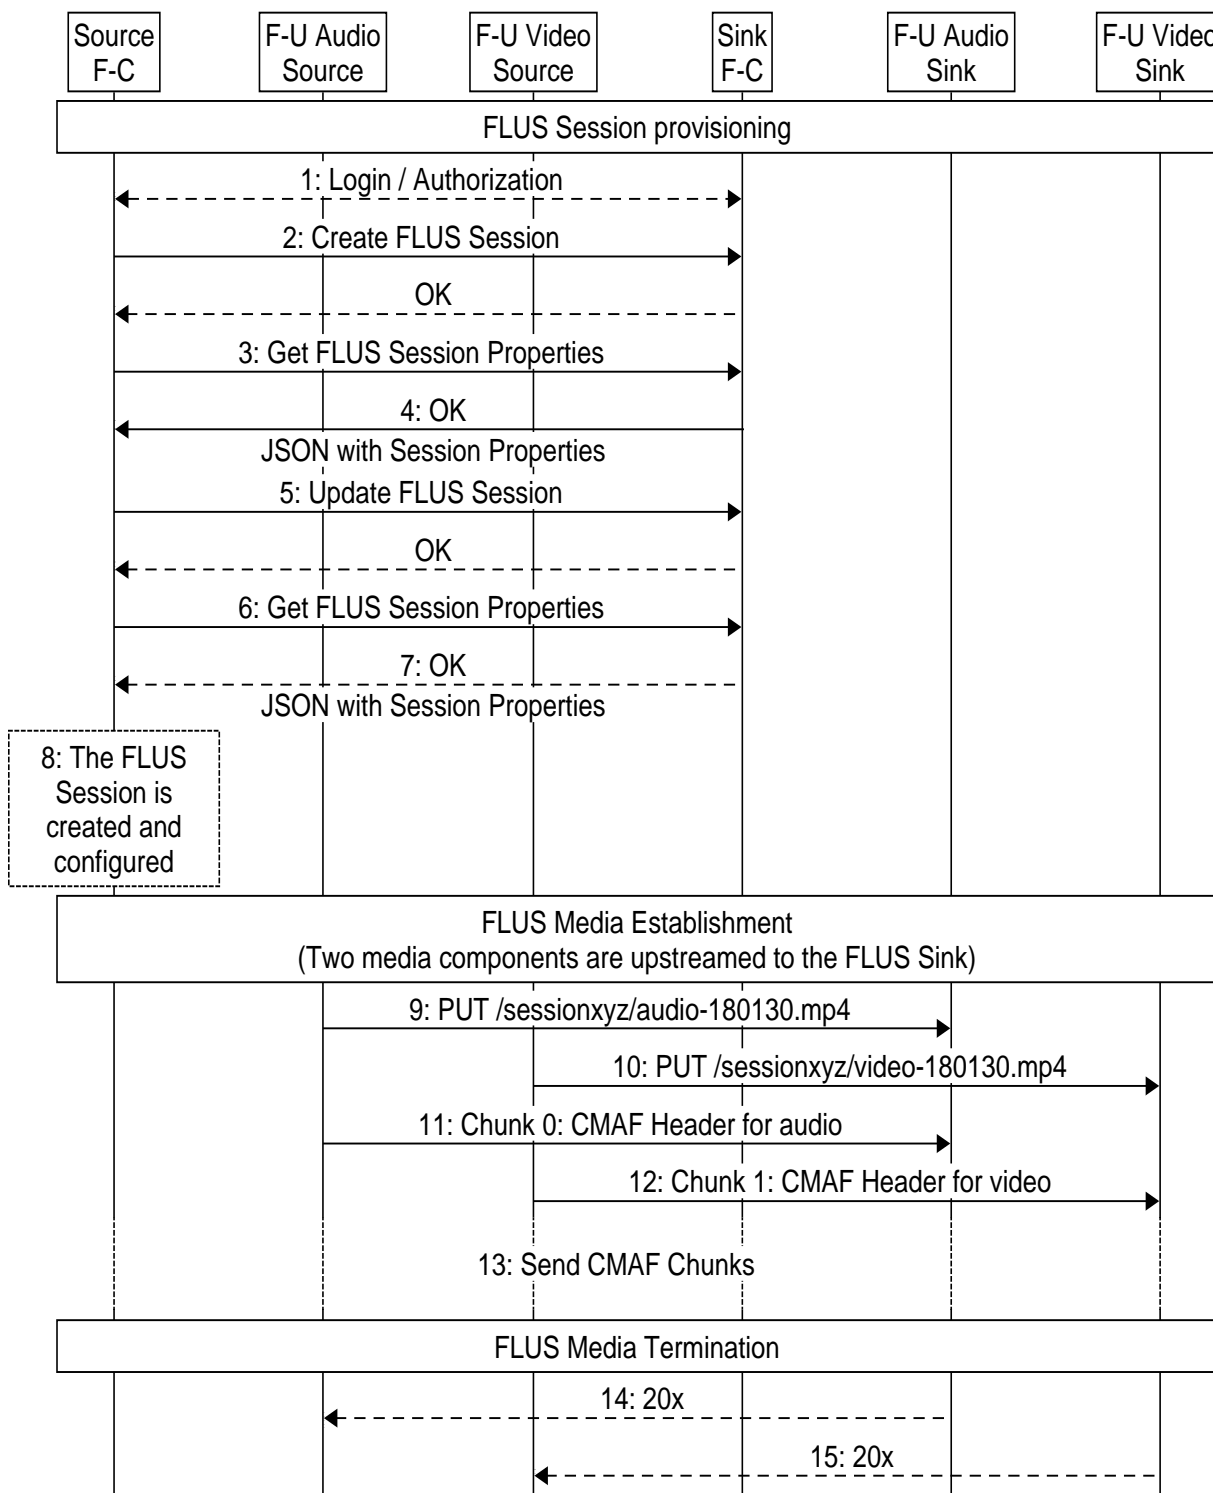 Source
F-C
F-U Audio
Source
F-U Video
Source
Sink
F-C
F-U Audio
Sink
F-U Video
Sink
FLUS Session provisioning
1: Login / Authorization
2: Create FLUS Session
OK
3: Get FLUS Session Properties
4: OK
JSON with Session Properties
5: Update FLUS Session
OK
6: Get FLUS Session Properties
7: OK
JSON with Session Properties
8: The FLUS
Session is
created and
configured
FLUS Media Establishment
(Two media components are upstreamed to the FLUS Sink)
9: PUT /sessionxyz/audio-180130.mp4
10: PUT /sessionxyz/video-180130.mp4
11: Chunk 0: CMAF Header for audio
12: Chunk 1: CMAF Header for video
13: Send CMAF Chunks
FLUS Media Termination
14: 20x
15: 20x